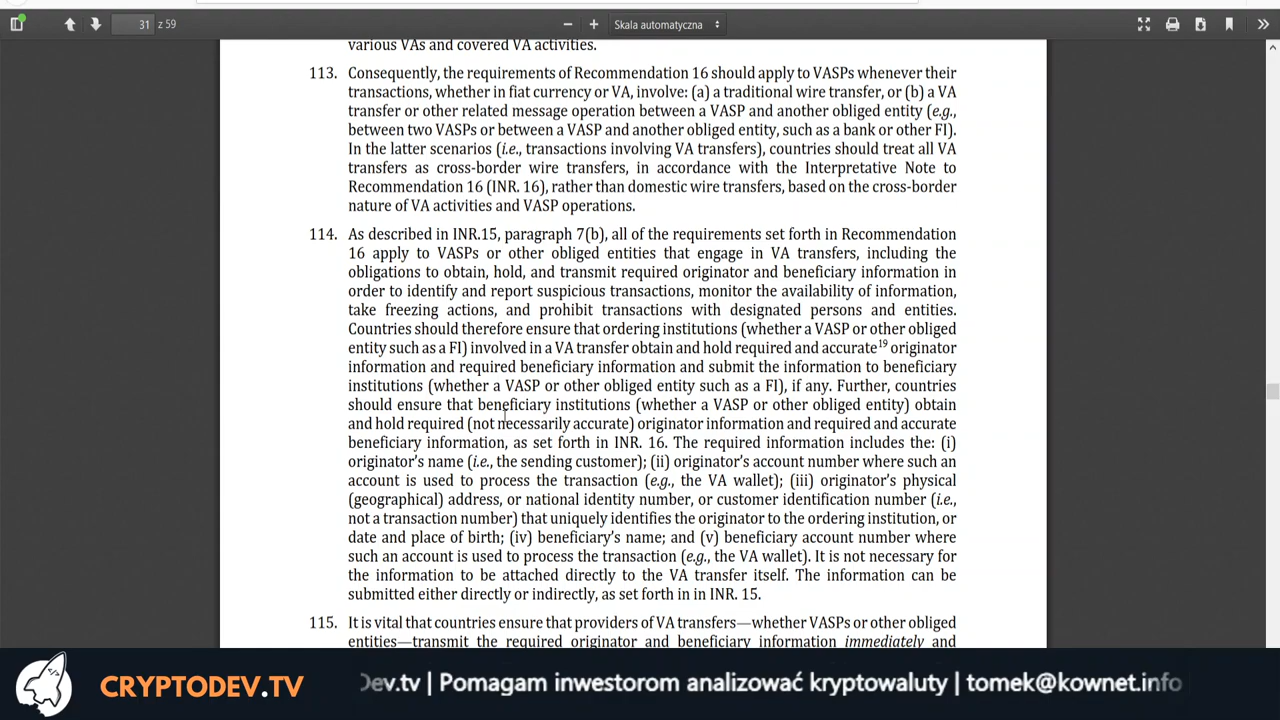 31 z 59
Skala automatyczna
various VAs and covered VA activities.
113. Consequently, the requirements of Recommendation 16 should apply to VASPs whenever their
transactions, whether in fiat currency or VA, involve: (a) a traditional wire transfer, or (b) a VA
transfer or other related message operation between a VASP and another obliged entity (e.g.,
between two VASPs or between a VASP and another obliged entity, such as a bank or other FI).
In the latter scenarios (i.e., transactions involving VA transfers), countries should treat all VA
transfers as cross-border wire transfers, in accordance with the Interpretative Note to
Recommendation 16 (INR. 16), rather than domestic wire transfers, based on the cross-border
nature of VA activities and VASP operations.
114. As described in INR.15, paragraph 7(b), all of the requirements set forth in Recommendation
16 apply to VASPs or other obliged entities that engage in VA transfers, including the
obligations to obtain, hold, and transmit required originator and beneficiary information in
order to identify and report suspicious transactions, monitor the availability of information,
take freezing actions, and prohibit transactions with designated persons and entities.
Countries should therefore ensure that ordering institutions (whether a VASP or other obliged
entity such as a FI) involved in a VA transfer obtain and hold required and accurate19 originator
information and required beneficiary information and submit the information to beneficiary
institutions (whether a VASP or other obliged entity such as a FI), if any. Further, countries
should ensure that beneficiary institutions (whether a VASP or other obliged entity) obtain
and hold required (not necessarily accurate) originator information and required and accurate
beneficiary information, as set forth in INR. 16. The required information includes the: (i)
originator's name (i.e., the sending customer); (ii) originator's account number where such an
account is used to process the transaction (e.g., the VA wallet); (iii) originator's physical
(geographical) address, or national identity number, or customer identification number (i.e.,
not a transaction number) that uniquely identifies the originator to the ordering institution, or
date and place of birth; (iv) beneficiary's name; and (v) beneficiary account number where
such an account is used to process the transaction (e.g., the VA wallet). It is not necessary for
the information to be attached directly to the VA transfer itself. The information can be
submitted either directly or indirectly, as set forth in in INR. 15.
115. It is vital that countries ensure that providers of VA transfers—whether VASPs or other obliged
entities—transmit the required originator and beneficiary information immediately and
CRYPTODEV.TV
Dev.tv | Pomagam inwestorom analizować kryptowaluty | tomek@kownet.info